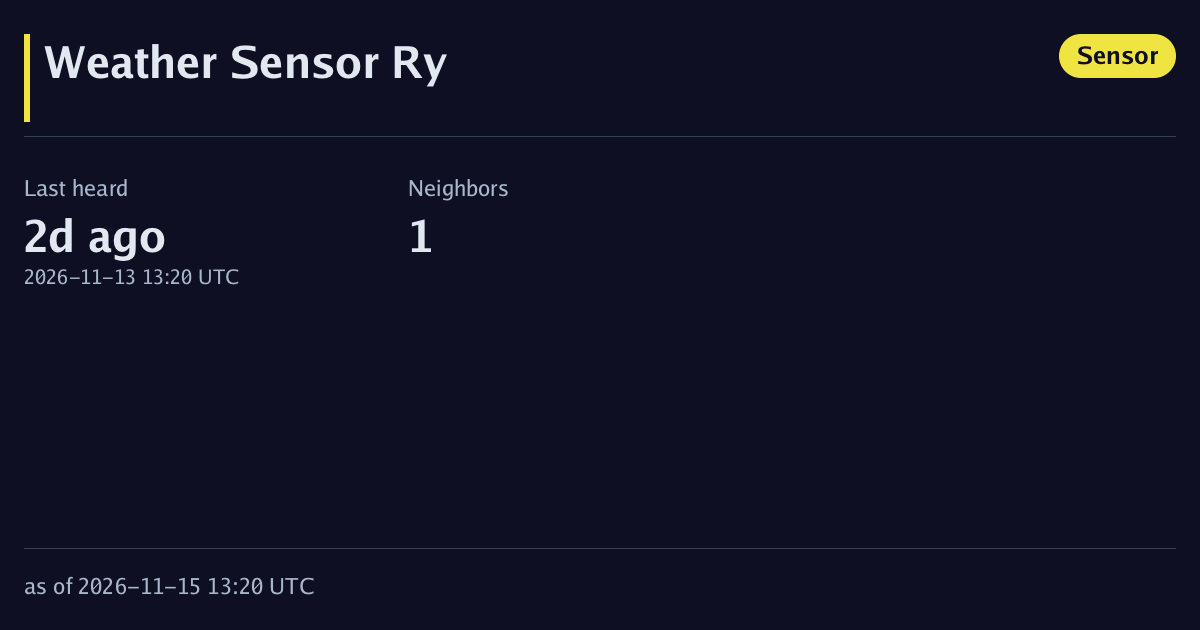 Weather Sensor Ry
Sensor
Last heard
Neighbors
2d ago
1
2026–11–13 13:20 UTC
as of 2026–11–15 13:20 UTC